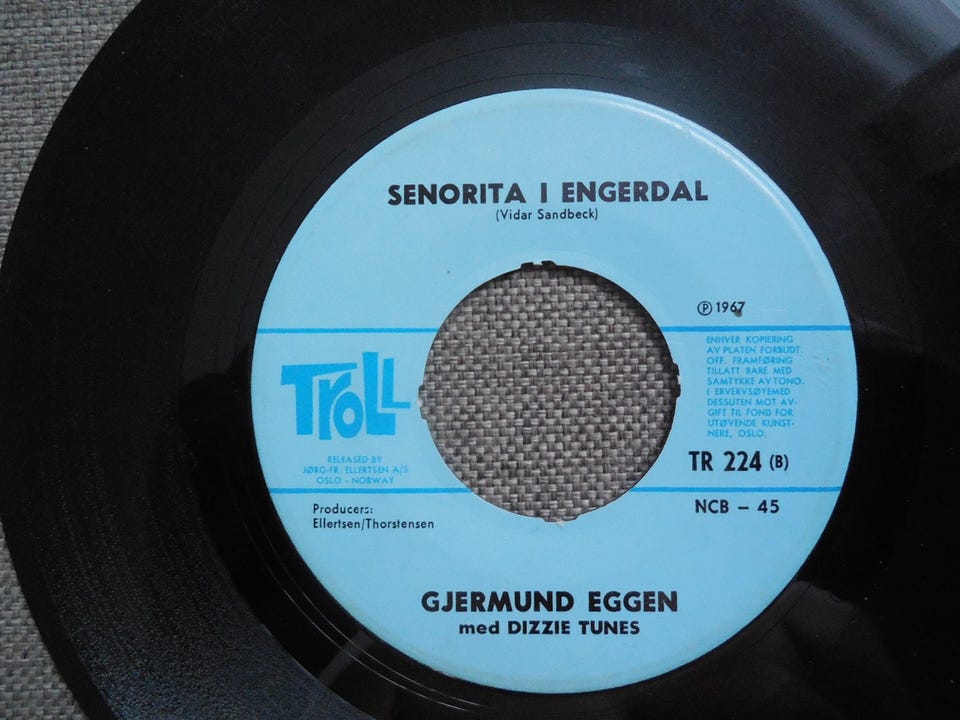 SENORITA I ENGERDAL
(Vidar Sandbeck)
℗ 1967
ENHVER KOPIERING
AV PLATEN FORBUDT.
OFF. FRAMFØRING
TILLATT BARE MED
SAMTYKKE AV TONO.
I ERVERVSØYEMED
DESSUTEN MOT AV-
GIFT TIL FOND FOR
UTØVENDE KUNST-
NERE, OSLO.
TROLL
RELEASED BY
JØRG-FR. ELLERTSEN A/S
OSLO - NORWAY
TR 224 (B)
NCB - 45
Producers:
Ellertsen/Thorstensen
GJERMUND EGGEN
med DIZZIE TUNES